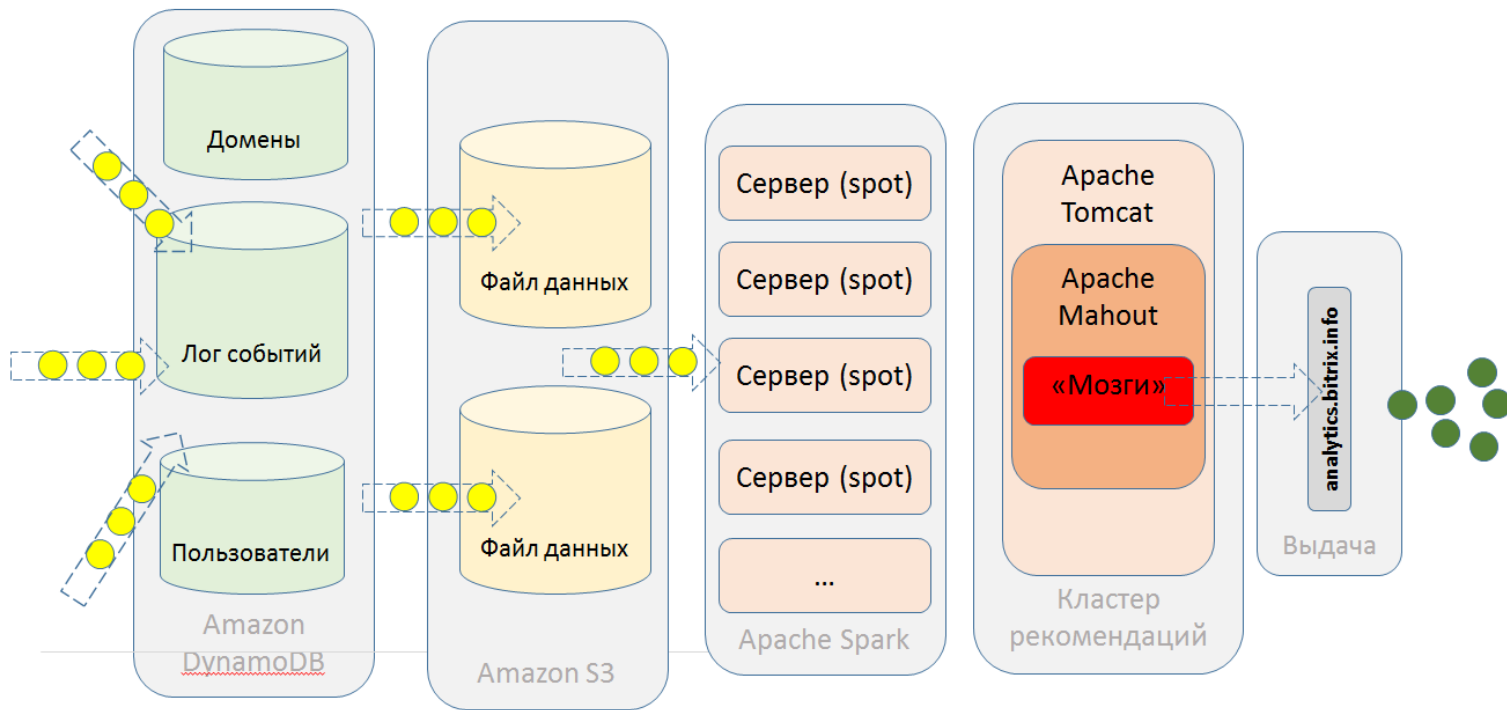 Домены
Лог событий
Пользователи
Amazon
DynamoDB
Файл данных
Файл данных
Amazon S3
Сервер (spot)
Сервер (spot)
Сервер (spot)
Сервер (spot)
...
Apache Spark
Apache
Tomcat
Apache
Mahout
«Мозги»
Кластер
рекомендаций
analytics.bitrix.info
Выдача